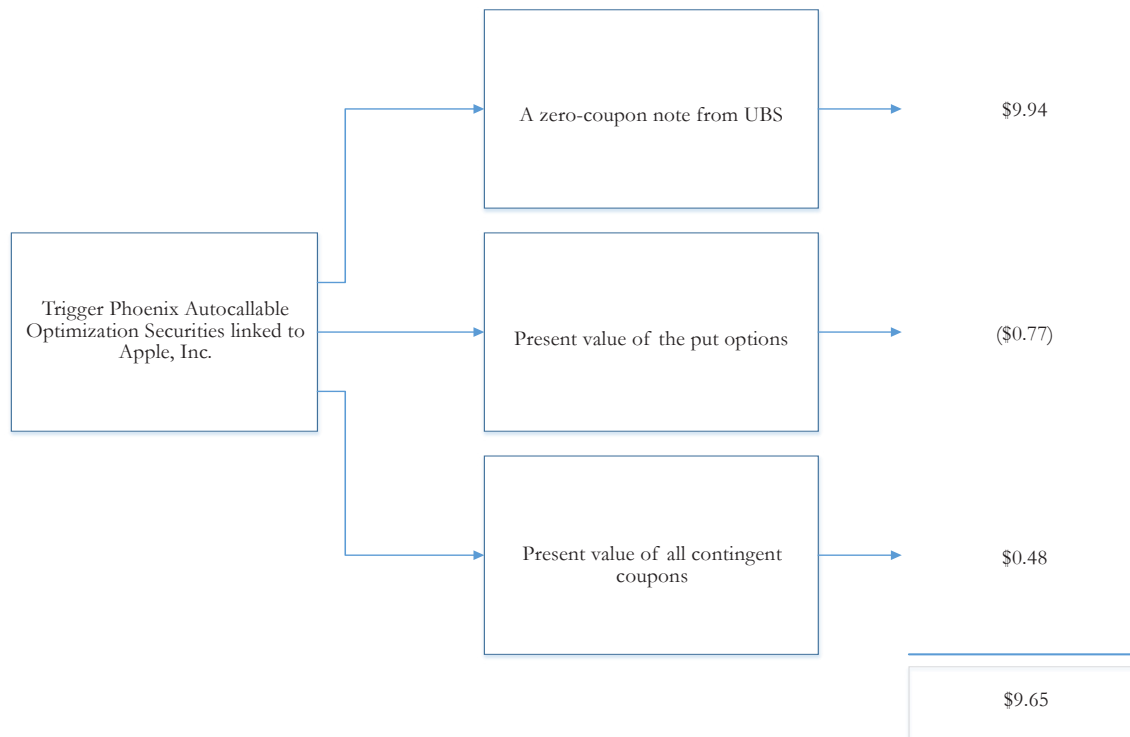 A zero-coupon note from UBS
$9.94
Trigger Phoenix Autocallable
Optimization Securities linked to
Apple, Inc.
Present value of the put options
($0.77)
Present value of all contingent
coupons
$0.48
$9.65